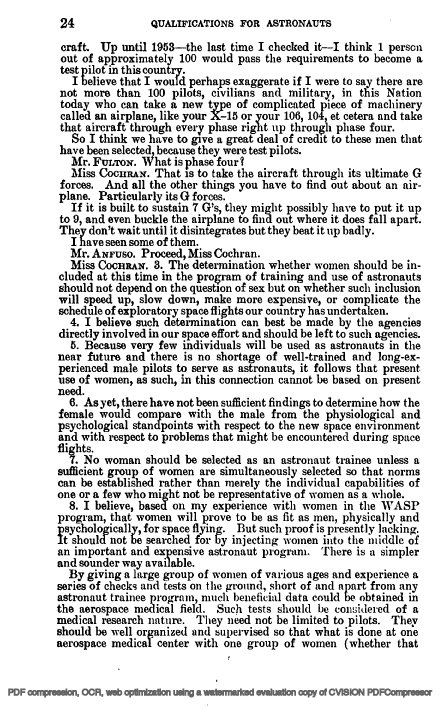 24 QUALIFICATIONS FOR ASTRONAUTS
craft. Up until 1953—the last time I checked it—I think 1 person
out of approximately 100 would pass the requirements to become a
test pilot in this country.
I believe that I would perhaps exaggerate if I were to say there are
not more than 100 pilots, civilians and military, in this Nation
today who can take a new type of complicated piece of machinery
called an airplane, like your X-15 or your 106, 104, et cetera and take
that aircraft through every phase right up through phase four.
So I think we have to give a great deal of credit to these men that
have been selected, because they were test pilots.
Mr. FULTON. What is phase four?
Miss COCHRAN. That is to take the aircraft through its ultimate G
forces. And all the other things you have to find out about an air-
plane. Particularly its G forces.
If it is built to sustain 7 G's, they might possibly have to put it up
to 9, and even buckle the airplane to find out where it does fall apart.
They don't wait until it disintegrates but they beat it up badly.
I have seen some of them.
Mr. ANFUSO. Proceed, Miss Cochran.
Miss COCHRAN. 3. The determination whether women should be in-
cluded at this time in the program of training and use of astronauts
should not depend on the question of sex but on whether such inclusion
will speed up, slow down, make more expensive, or complicate the
schedule of exploratory space flights our country has undertaken.
4. I believe such determination can best be made by the agencies
directly involved in our space effort and should be left to such agencies.
5. Because very few individuals will be used as astronauts in the
near future and there is no shortage of well-trained and long-ex-
perienced male pilots to serve as astronauts, it follows that present
use of women, as such, in this connection cannot be based on present
need.
6. As yet, there have not been sufficient findings to determine how the
female would compare with the male from the physiological and
psychological standpoints with respect to the new space environment
and with respect to problems that might be encountered during space
flights.
7. No woman should be selected as an astronaut trainee unless a
sufficient group of women are simultaneously selected so that norms
can be established rather than merely the individual capabilities of
one or a few who might not be representative of women as a whole.
8. I believe, based on my experience with women in the WASP
program, that women will prove to be as fit as men, physically and
psychologically, for space flying. But such proof is presently lacking.
It should not be searched for by injecting women into the middle of
an important and expensive astronaut program. There is a simpler
and sounder way available.
By giving a large group of women of various ages and experience a
series of checks and tests on the ground, short of and apart from any
astronaut trainee program, much beneficial data could be obtained in
the aerospace medical field. Such tests should be considered of a
medical research nature. They need not be limited to pilots. They
should be well organized and supervised so that what is done at one
aerospace medical center with one group of women (whether that
PDF compression, OCR, web optimization using a watermarked evaluation copy of CVISION PDFCompressor